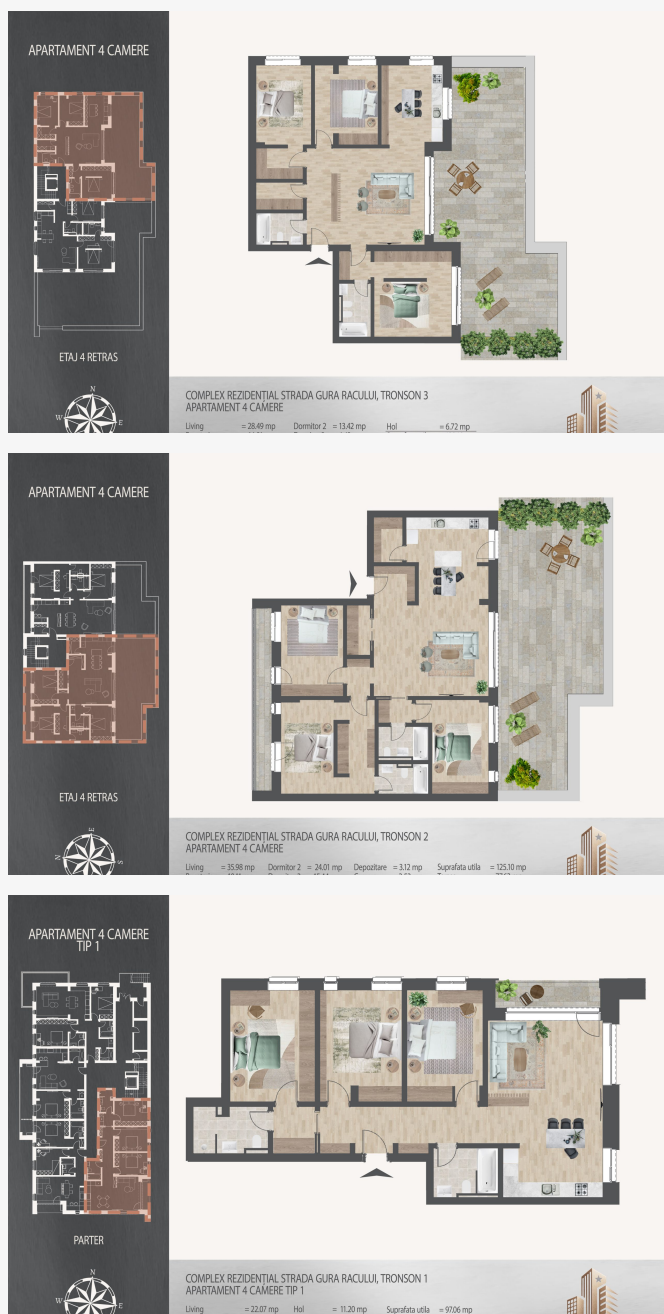 APARTAMENT 4 CAMERE
ETAJ 4 RETRAS
N
W
E
COMPLEX REZIDENȚIAL STRADA GURA RACULUI, TRONSON 3
APARTAMENT 4 CAMERE
Living = 28.49 mp Dormitor 2 = 13.42 mp Hol = 6.72 mp
APARTAMENT 4 CAMERE
ETAJ 4 RETRAS
E
N
S
COMPLEX REZIDENȚIAL STRADA GURA RACULUI, TRONSON 2
APARTAMENT 4 CAMERE
Living = 35.98 mp Dormitor 2 = 24.01 mp Depozitare = 3.12 mp Suprafata utila = 125.10 mp
APARTAMENT 4 CAMERE
TIP 1
PARTER
N
W
E
COMPLEX REZIDENȚIAL STRADA GURA RACULUI, TRONSON 1
APARTAMENT 4 CAMERE TIP 1
Living = 22.07 mp Hol = 11.20 mp Suprafata utila = 97.06 mp